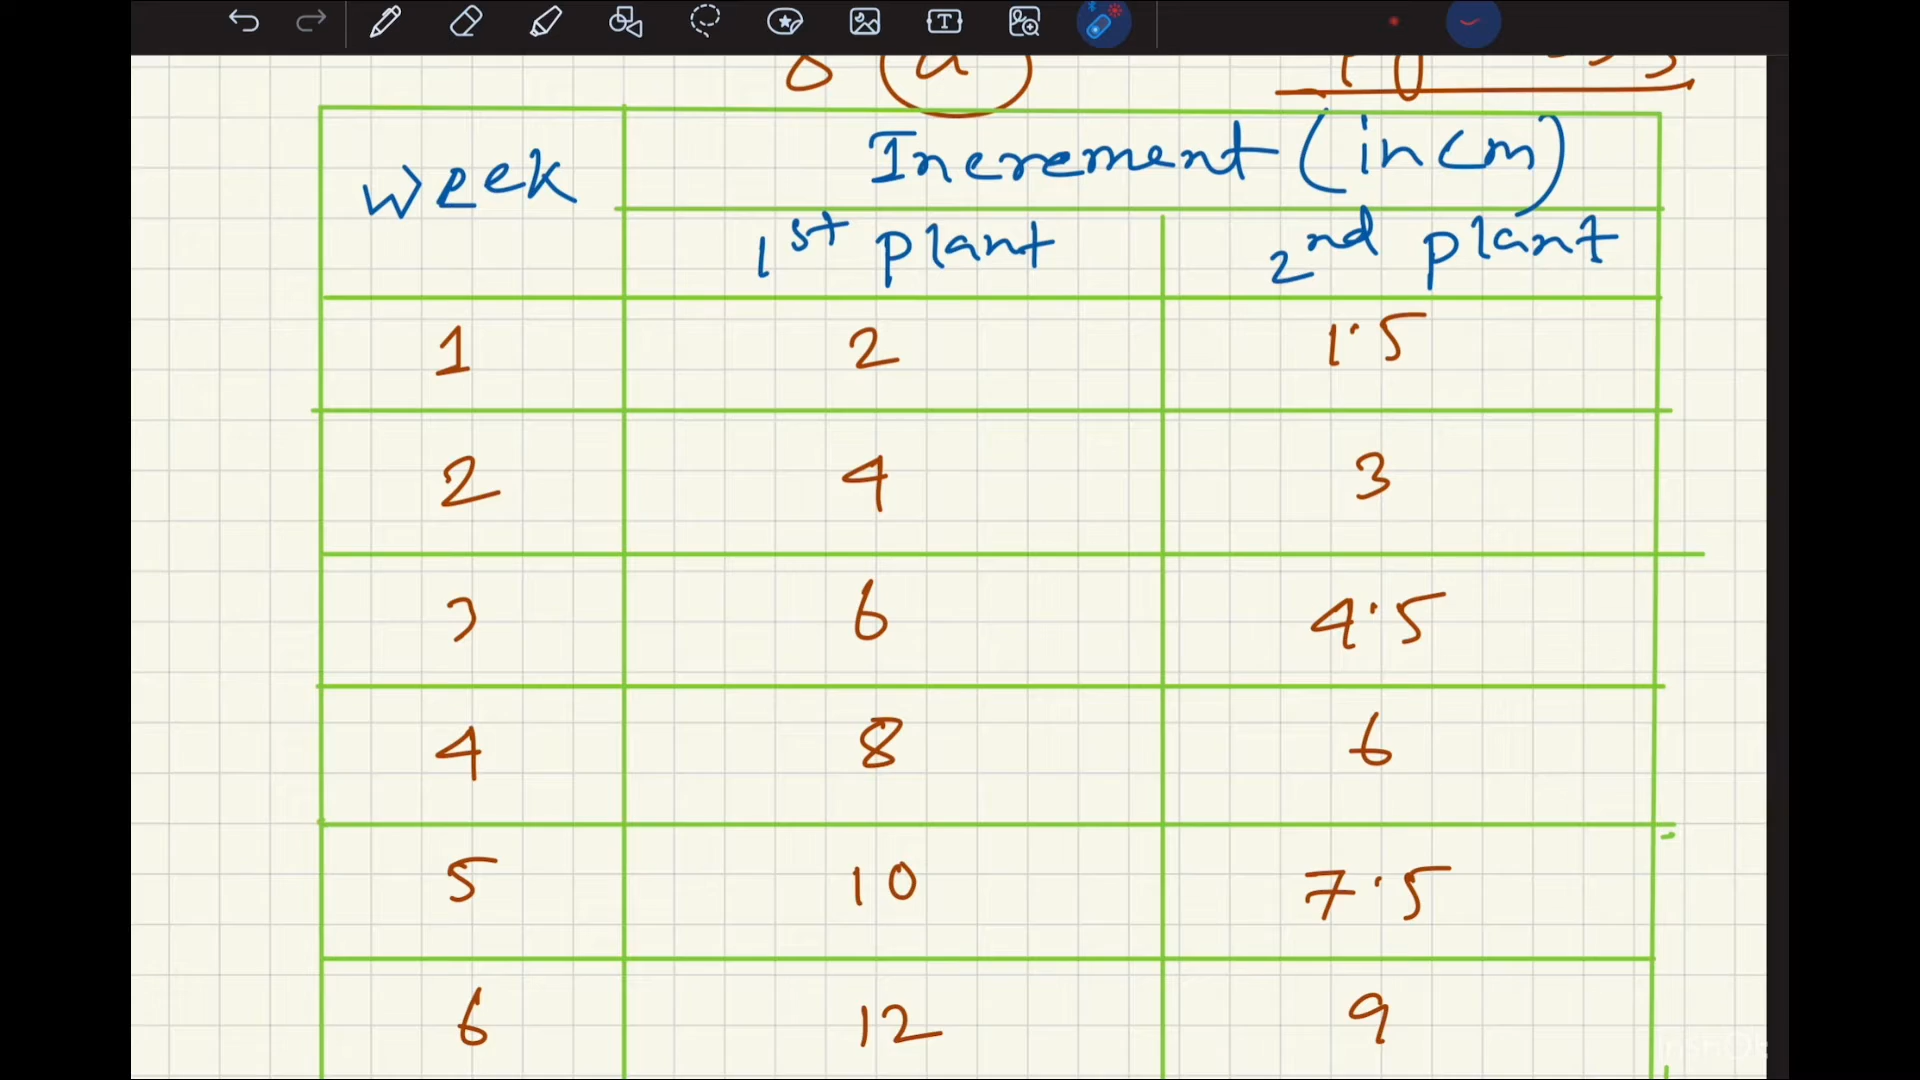 8 (a)
week Increment (in cm)
1st plant 2nd plant
1 2 1.5
2 4 3
3 6 4.5
4 8 6
5 10 7.5
6 12 9